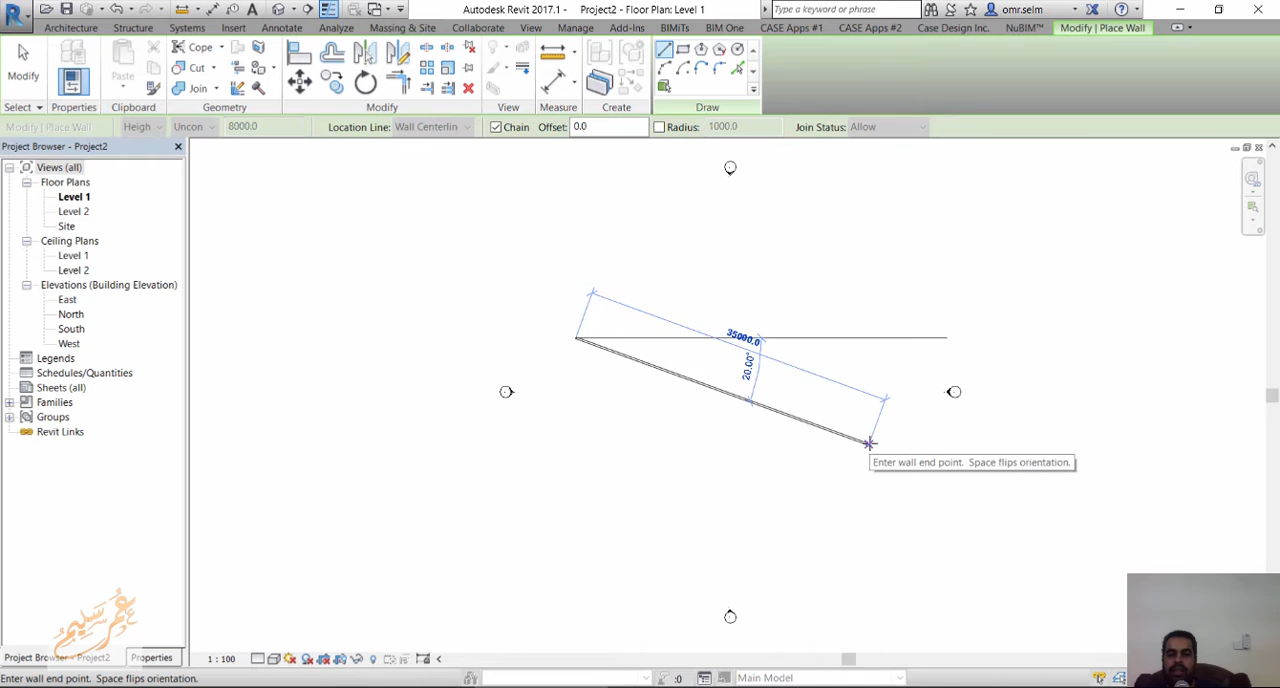 Autodesk Revit 2017.1 - Project2 - Floor Plan: Level 1
Type a keyword or phrase
omr.selm
Architecture Structure Systems Insert Annotate Analyze Massing & Site Collaborate View Manage Add-Ins BIMiTs BIM One CASE Apps #1 CASE Apps #2 Case Design Inc. NuBIM™ Modify | Place Wall
Modify
Paste
Cope
Cut
Join
Select Properties Clipboard Geometry Modify View Measure Create Draw
Modify | Place Wall Heigh Uncon 8000.0 Location Line: Wall Centerlin Chain Offset: 0.0 Radius: 1000.0 Join Status: Allow
Project Browser - Project2
Views (all)
Floor Plans
Level 1
Level 2
Site
Ceiling Plans
Level 1
Level 2
Elevations (Building Elevation)
East
North
South
West
Legends
Schedules/Quantities
Sheets (all)
Families
Groups
Revit Links
35000.0
20.00°
Enter wall end point. Space flips orientation.
عمر سليم
Project Browser - Project2 Properties
1 : 100
Enter wall end point. Space flips orientation.
:0
Main Model